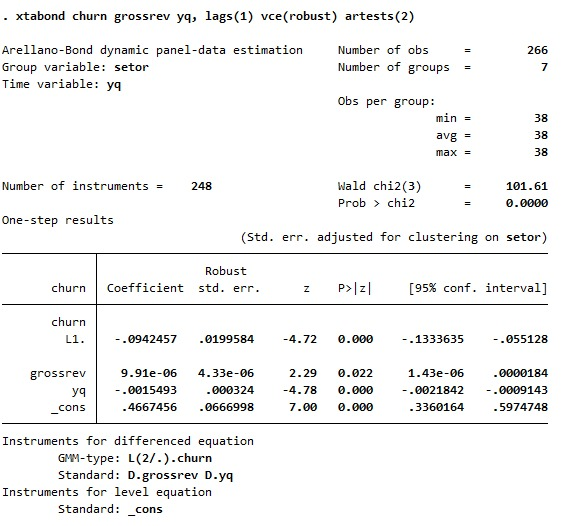 . xtabond churn grossrev yq, lags(1) vce(robust) artests(2)
Arellano-Bond dynamic panel-data estimation     Number of obs     =        266
Group variable: setor                           Number of groups  =          7
Time variable: yq
                                                Obs per group:
                                                              min =         38
                                                              avg =         38
                                                              max =         38
Number of instruments =    248                  Wald chi2(3)      =     101.61
                                                Prob > chi2       =     0.0000
One-step results
                                  (Std. err. adjusted for clustering on setor)
             |               Robust
       churn | Coefficient  std. err.      z    P>|z|     [95% conf. interval]
       churn |
         L1. |  -.0942457   .0199584    -4.72   0.000    -.1333635    -.055128
    grossrev |   9.91e-06   4.33e-06     2.29   0.022     1.43e-06    .0000184
          yq |  -.0015493    .000324    -4.78   0.000    -.0021842   -.0009143
       _cons |   .4667456   .0666998     7.00   0.000     .3360164    .5974748
Instruments for differenced equation
        GMM-type: L(2/.).churn
        Standard: D.grossrev D.yq
Instruments for level equation
        Standard: _cons